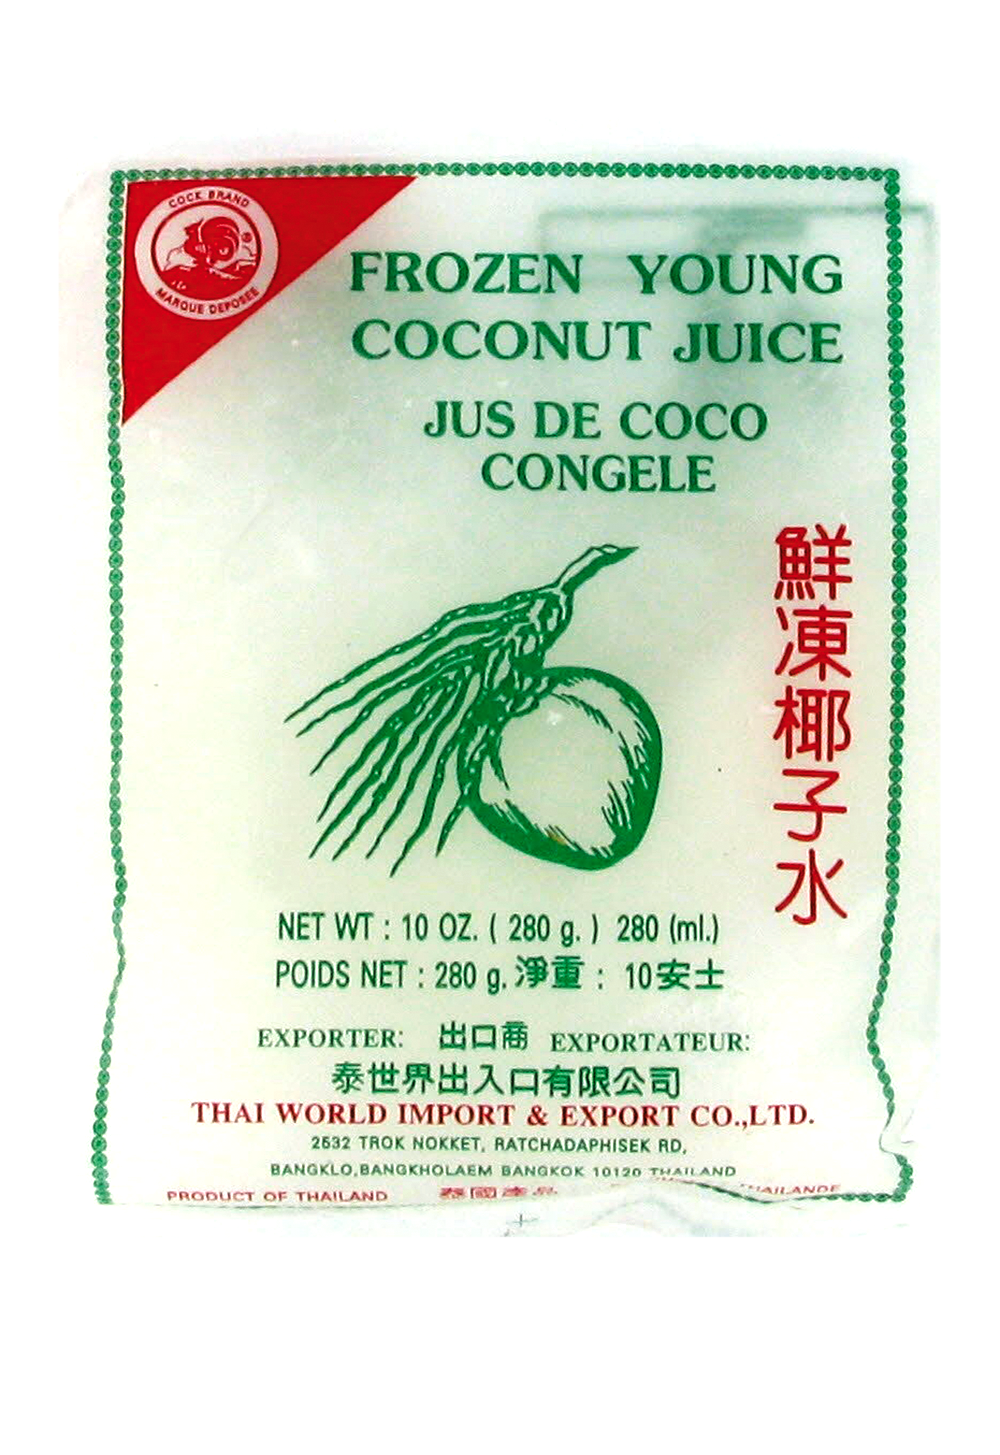 COCK BRAND
®
MARQUE DEPOSEE
FROZEN YOUNG
COCONUT JUICE
JUS DE COCO
CONGELE
鮮凍椰子水
NET WT : 10 OZ. ( 280 g. ) 280 (ml.)
POIDS NET : 280 g. 淨重 : 10安士
EXPORTER: 出口商 EXPORTATEUR:
泰世界出入口有限公司
THAI WORLD IMPORT & EXPORT CO.,LTD.
2532 TROK NOKKET, RATCHADAPHISEK RD,
BANGKLO,BANGKHOLAEM BANGKOK 10120 THAILAND
PRODUCT OF THAILAND 泰國產品 THAILANDE